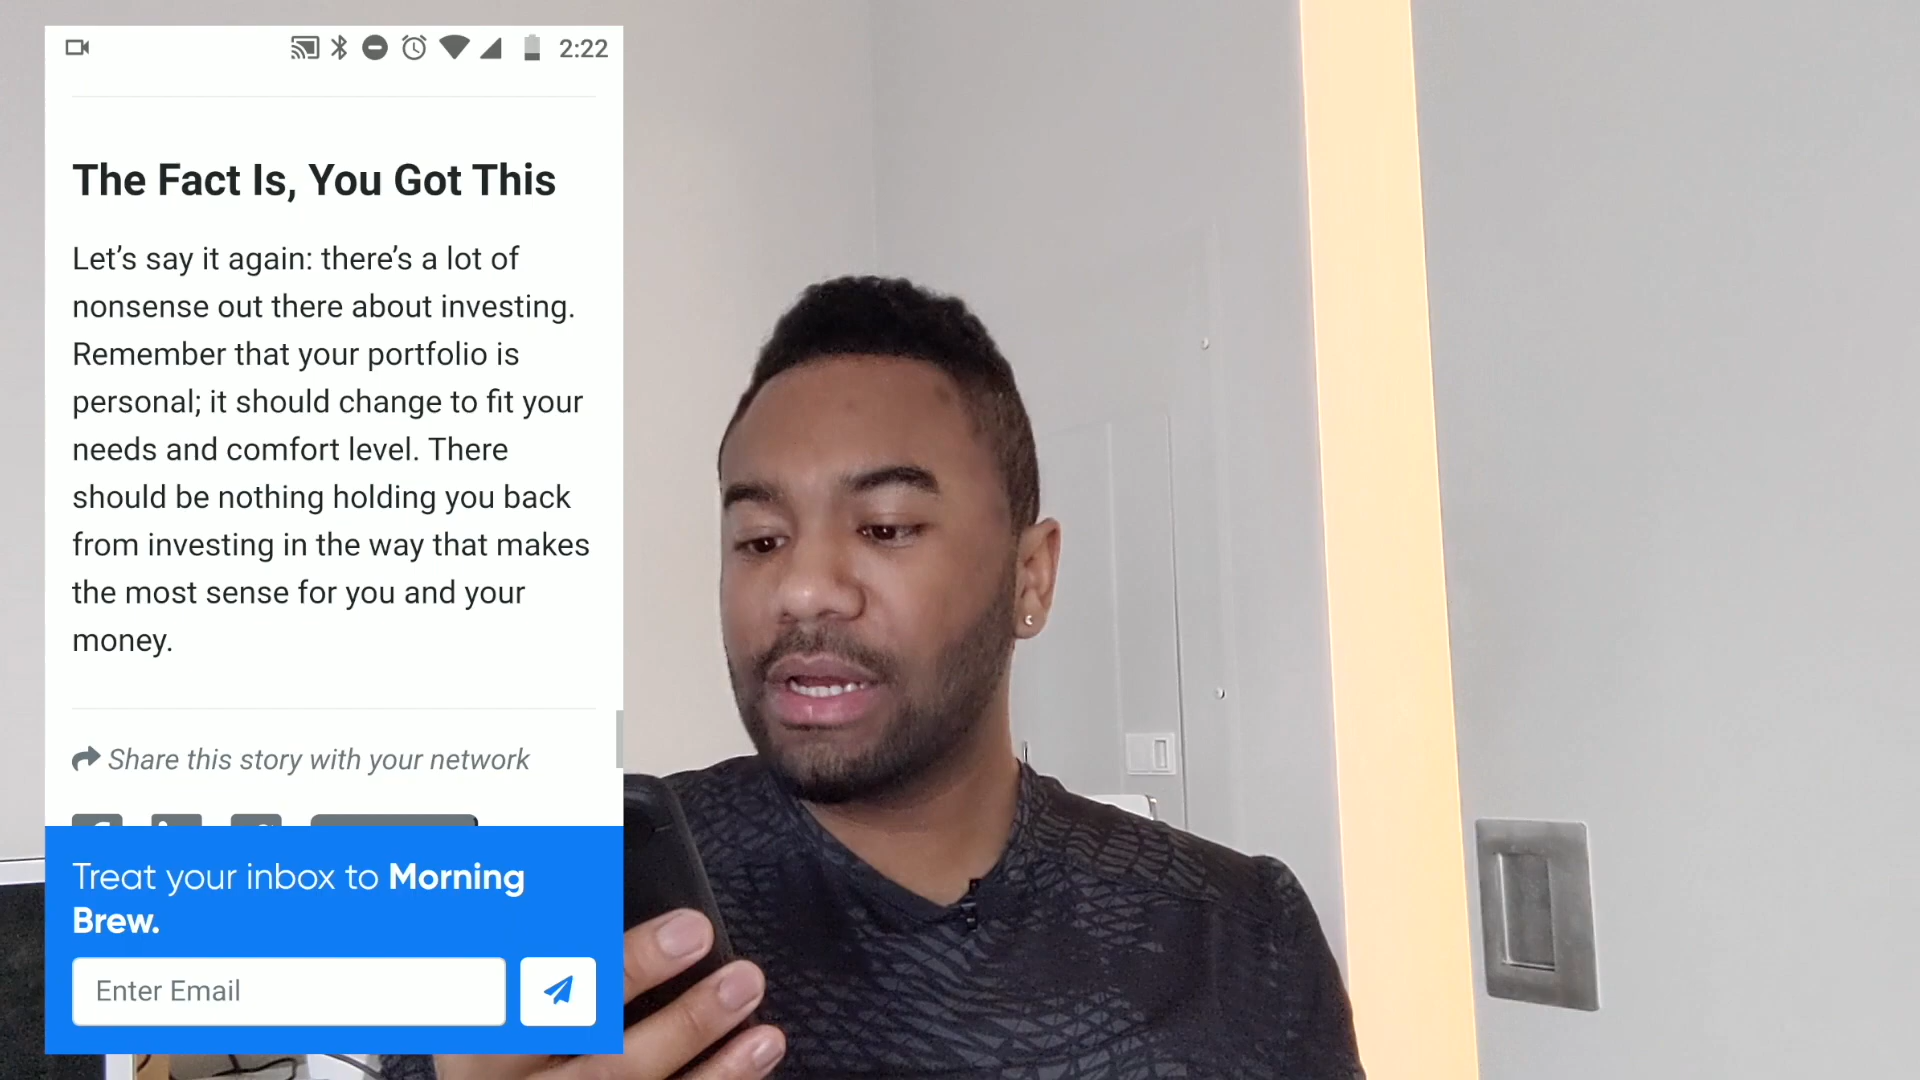 2:22
The Fact Is, You Got This
Let’s say it again: there’s a lot of
nonsense out there about investing.
Remember that your portfolio is
personal; it should change to fit your
needs and comfort level. There
should be nothing holding you back
from investing in the way that makes
the most sense for you and your
money.
Share this story with your network
Treat your inbox to Morning
Brew.
Enter Email